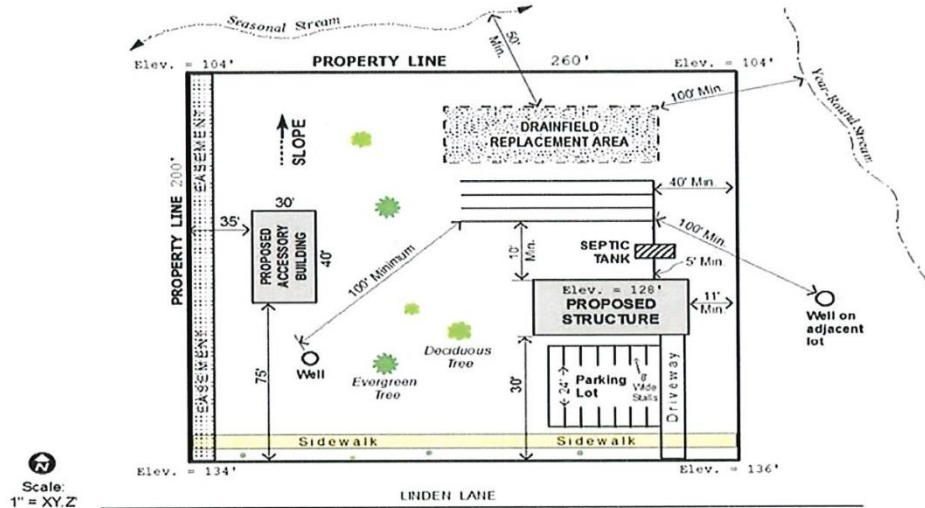 Seasonal Stream
50' Min.
Elev. = 104'
PROPERTY LINE
260'
Elev. = 104'
Year-Round Stream
100' Min.
DRAINFIELD
REPLACEMENT AREA
EASEMENT
SLOPE
PROPERTY LINE 200'
40' Min.
30'
35'
PROPOSED
ACCESSORY
BUILDING
40'
100' Minimum
10'
Min.
SEPTIC
TANK
100' Min.
5' Min.
Elev. = 128'
PROPOSED
STRUCTURE
11'
Min.
Well on
adjacent
lot
Well
75'
Deciduous
Tree
Evergreen
Tree
30'
24'
Parking
Lot
8'
Wide
Stalls
Driveway
EASEMENT
Sidewalk
Sidewalk
Elev. = 134'
Elev. = 136'
N
Scale:
1" = XY.Z'
LINDEN LANE